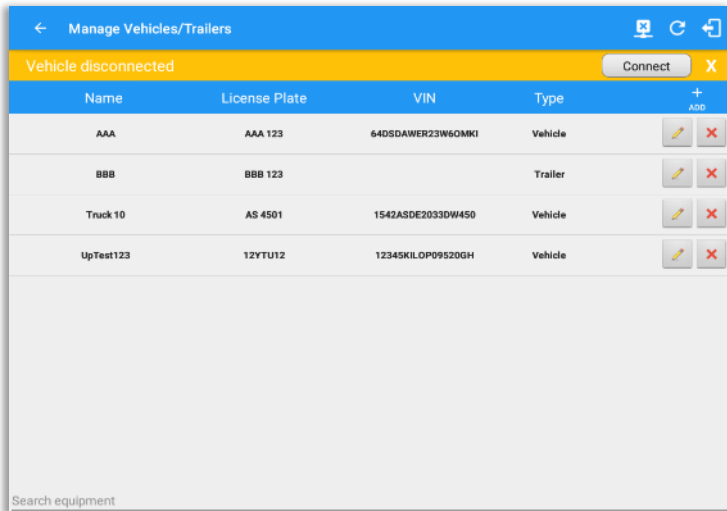 Manage Vehicles/Trailers
Vehicle disconnected Connect X
Name License Plate VIN Type + ADD
AAA AAA 123 64DSDAWER23W6OMKI Vehicle
BBB BBB 123 Trailer
Truck 10 AS 4501 1542ASDE2033DW450 Vehicle
UpTest123 12YTU12 12345KILOP09520GH Vehicle
Search equipment